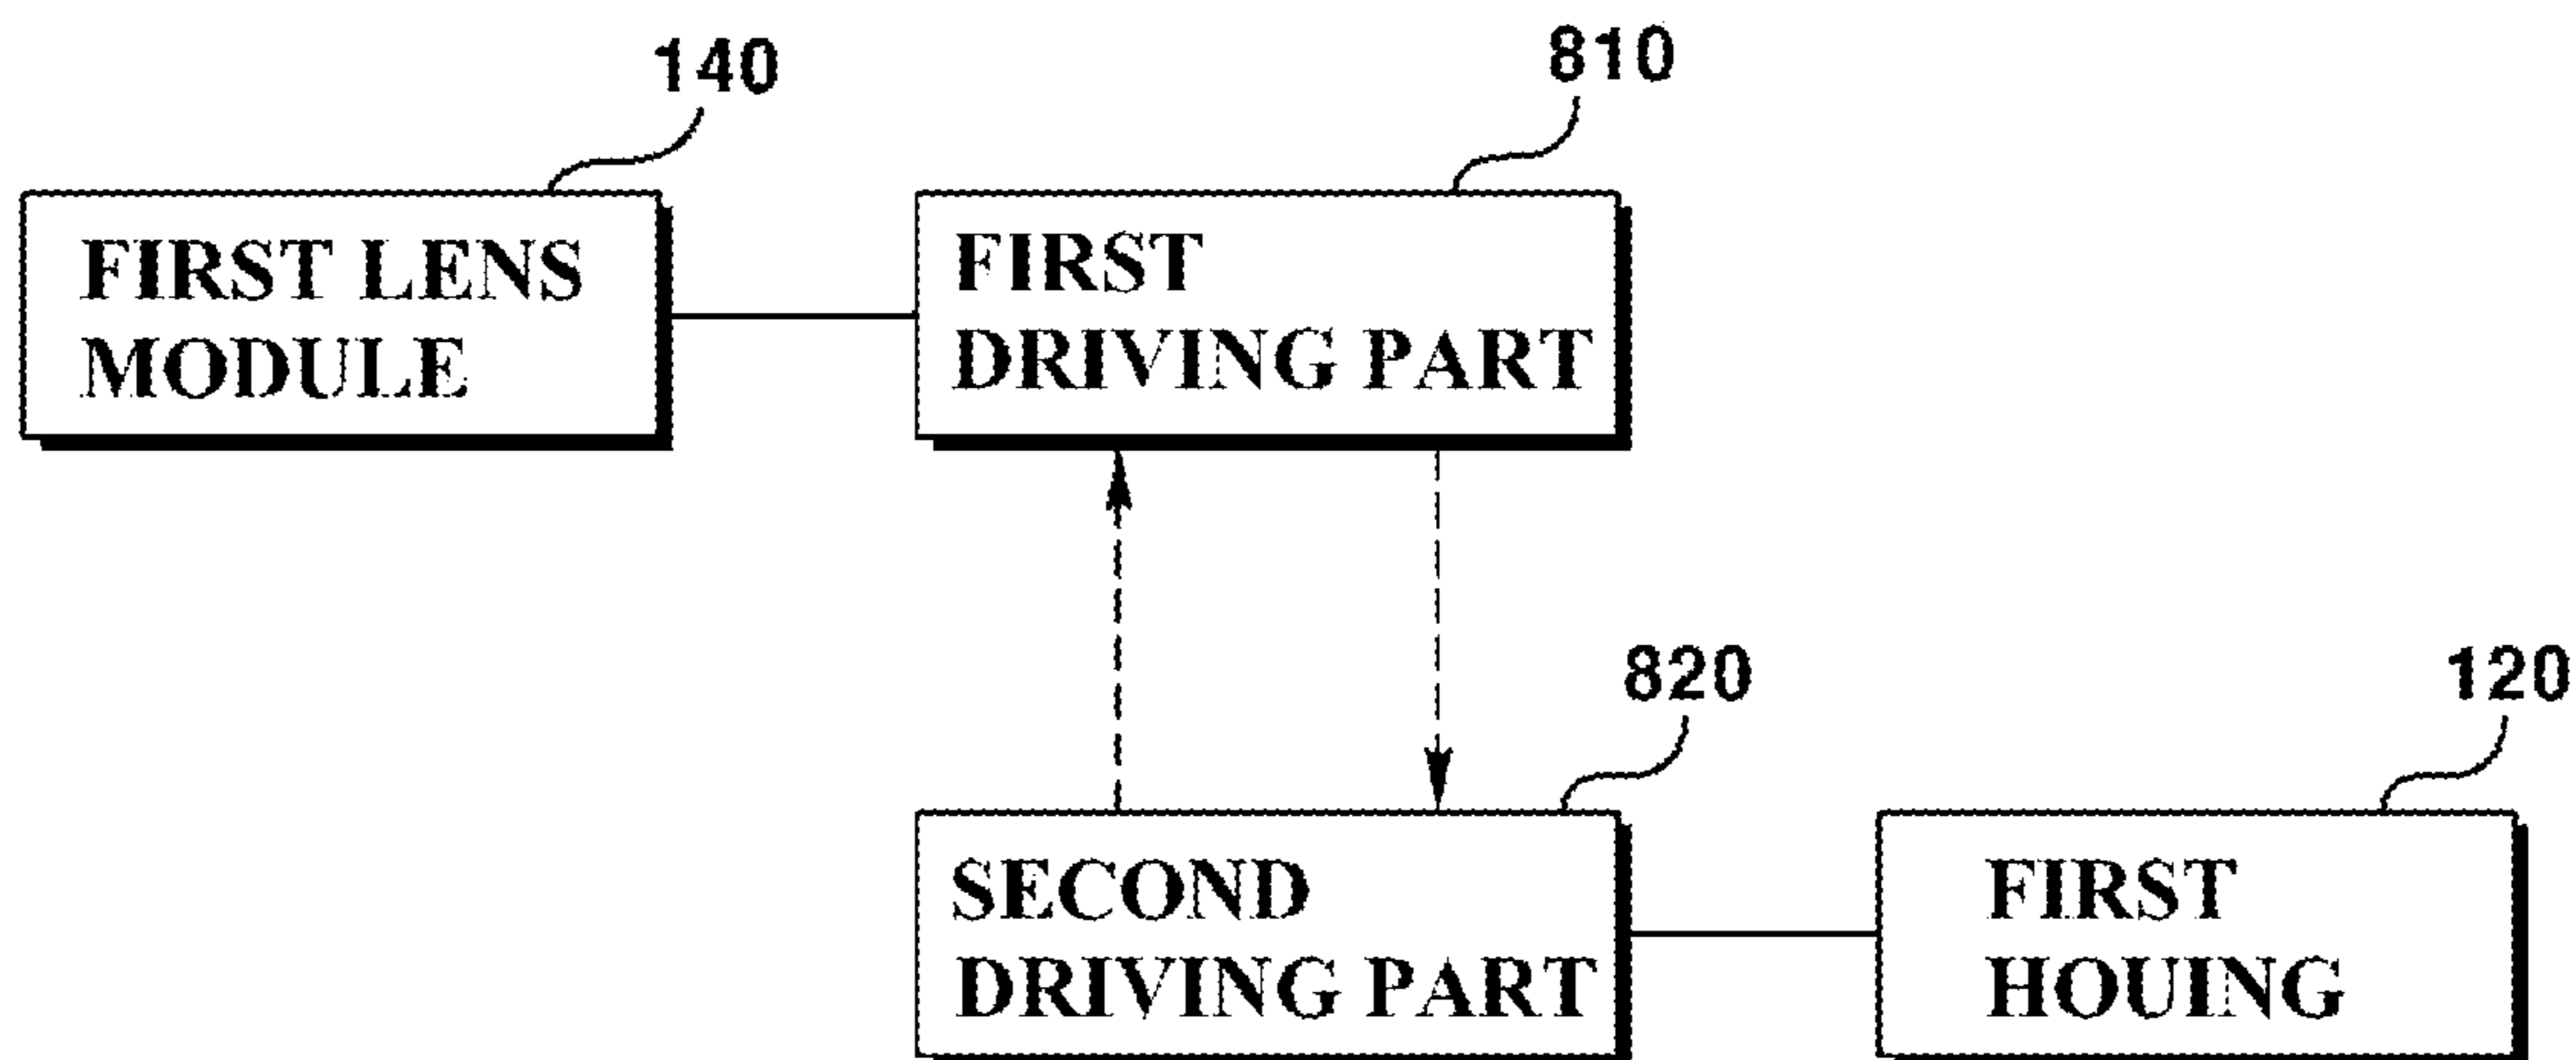 140
810
FIRST LENS
MODULE
FIRST
DRIVING PART
820
120
SECOND
DRIVING PART
FIRST
HOUING